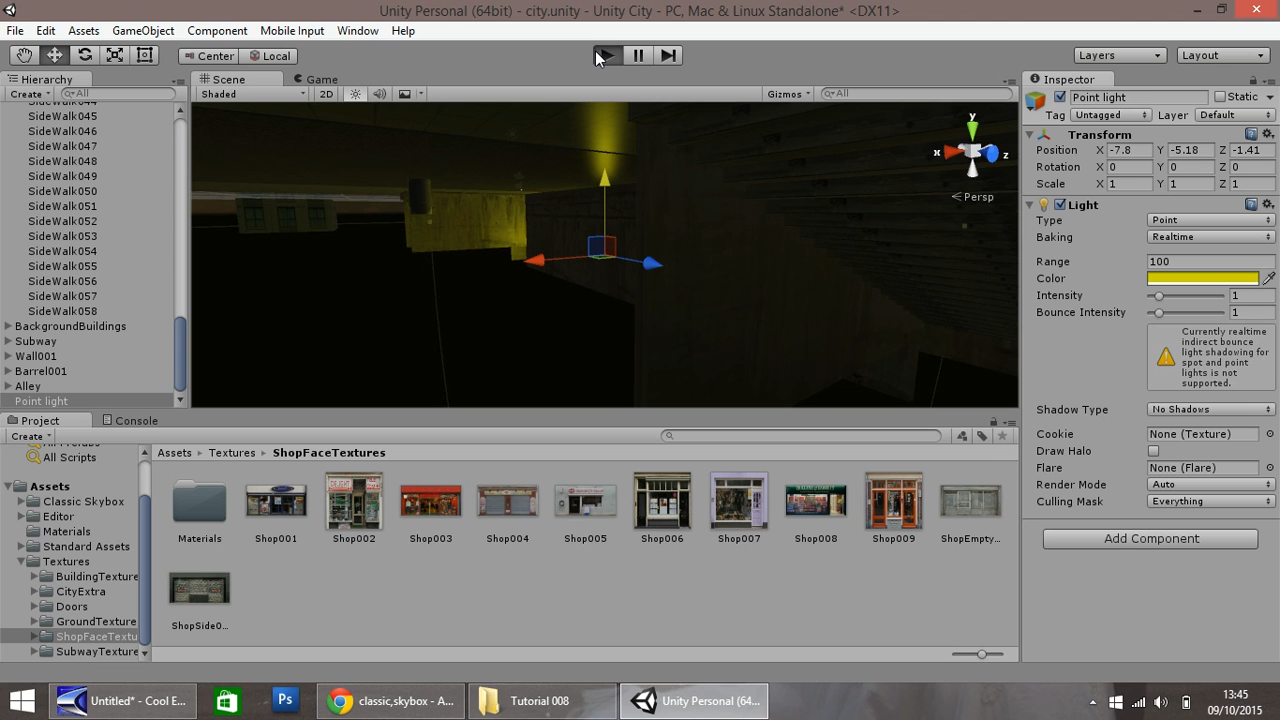 Unity Personal (64bit) - city.unity - Unity City - PC, Mac & Linux Standalone* <DX11>
File Edit Assets GameObject Component Mobile Input Window Help
Center Local Layers Layout
Hierarchy
Create All
SideWalk044
SideWalk045
SideWalk046
SideWalk047
SideWalk048
SideWalk049
SideWalk050
SideWalk051
SideWalk052
SideWalk053
SideWalk054
SideWalk055
SideWalk056
SideWalk057
SideWalk058
BackgroundBuildings
Subway
Wall001
Barrel001
Alley
Point light
Scene Game
Shaded 2D Gizmos All
y
x z
Persp
Inspector
Point light Static
Tag Untagged Layer Default
Transform
Position X -7.8 Y -5.18 Z -1.41
Rotation X 0 Y 0 Z 0
Scale X 1 Y 1 Z 1
Light
Type Point
Baking Realtime
Range 100
Color
Intensity 1
Bounce Intensity 1
Currently realtime
indirect bounce
light shadowing for
spot and point
lights is not
supported.
Shadow Type No Shadows
Cookie None (Texture)
Draw Halo
Flare None (Flare)
Render Mode Auto
Culling Mask Everything
Add Component
Project Console
Create
All Prefabs
All Scripts
Assets
Classic Skybox
Editor
Materials
Standard Assets
Textures
BuildingTexture
CityExtra
Doors
GroundTexture
ShopFaceTextu
SubwayTexture
Assets Textures ShopFaceTextures
Materials Shop001 Shop002 Shop003 Shop004 Shop005 Shop006 Shop007 Shop008 Shop009 ShopEmpty...
ShopSide0...
Untitled* - Cool E... Ps classic,skybox - A... Tutorial 008 Unity Personal (64...
13:45
09/10/2015